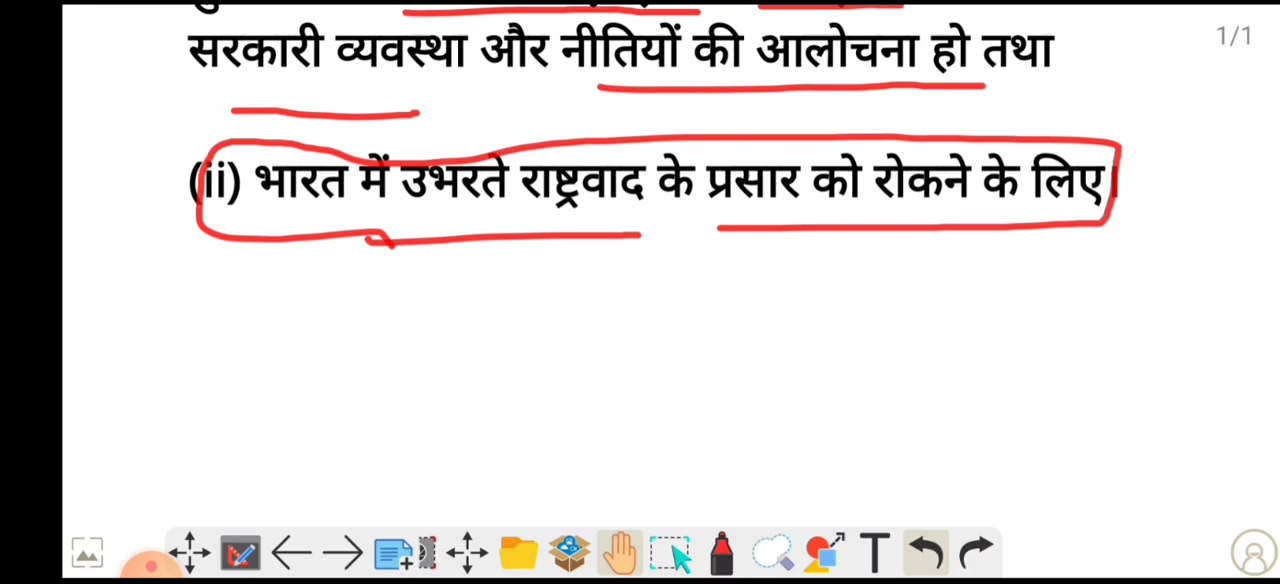 1/1
सरकारी व्यवस्था और नीतियों की आलोचना हो तथा
(ii) भारत में उभरते राष्ट्रवाद के प्रसार को रोकने के लिए।
T